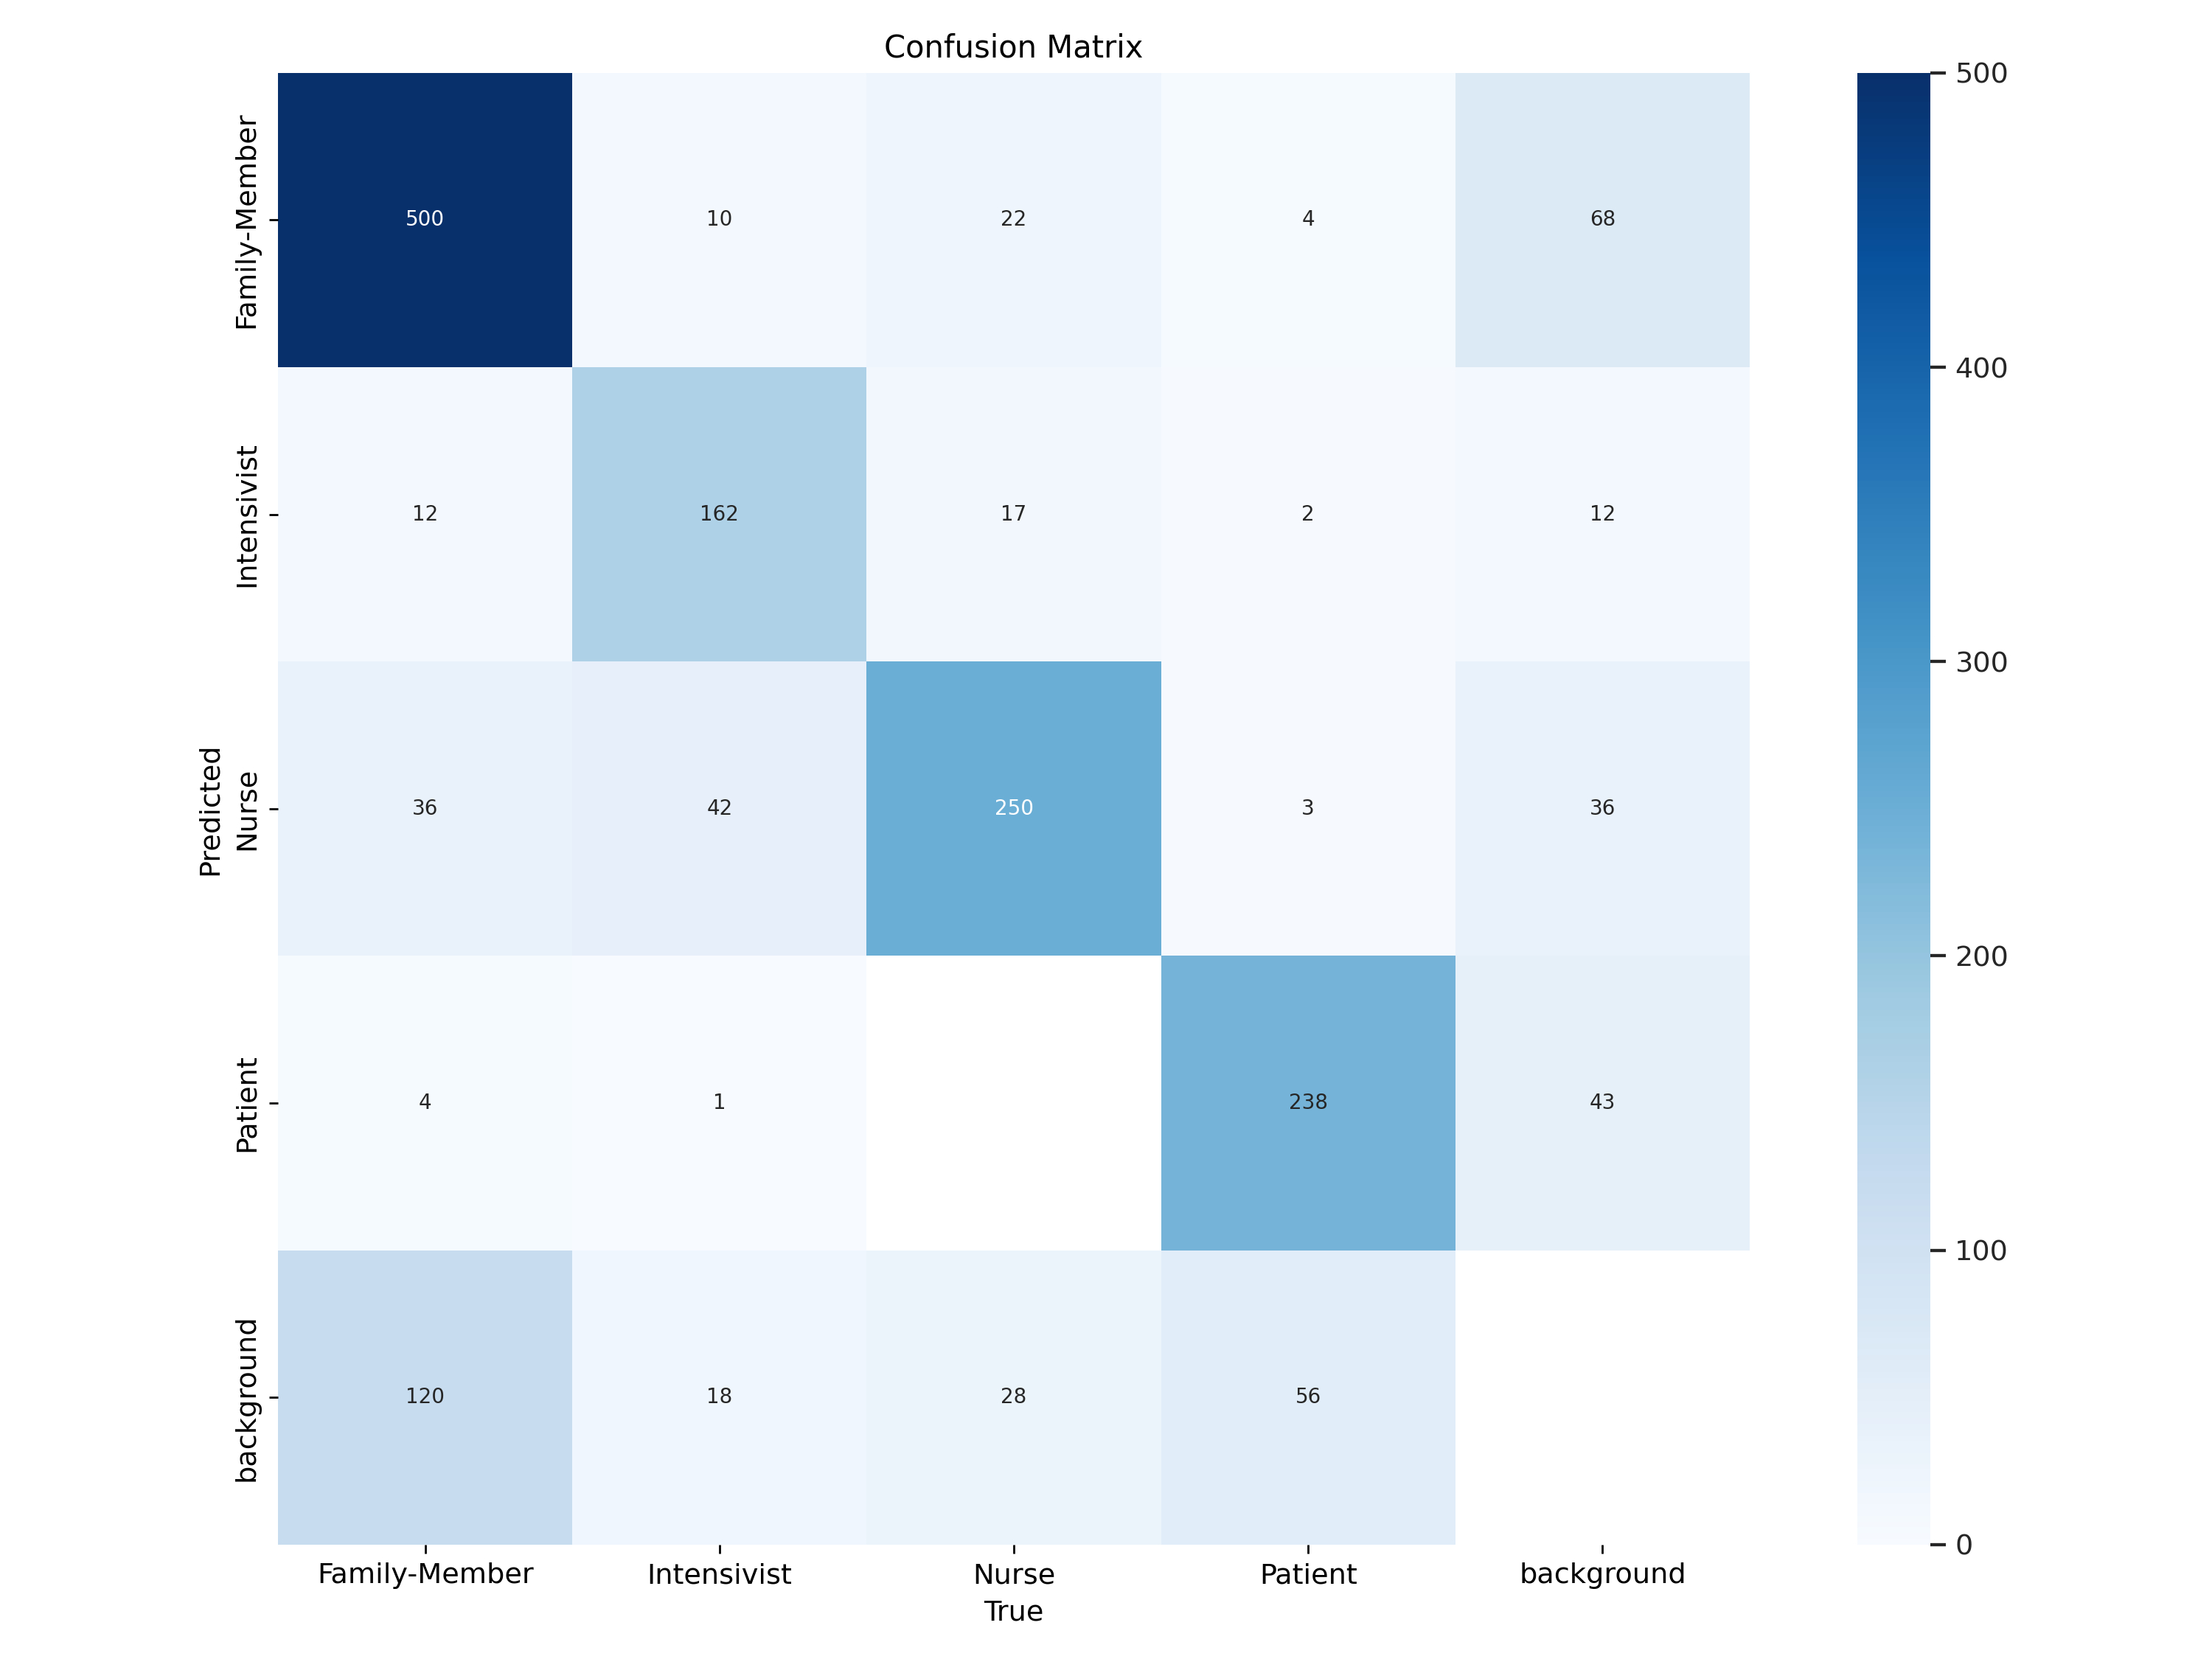 Confusion Matrix
Predicted
Family-Member
500 10 22 4 68
Intensivist
12 162 17 2 12
Nurse
36 42 250 3 36
Patient
4 1 238 43
background
120 18 28 56
Family-Member Intensivist Nurse Patient background
True
500
400
300
200
100
0